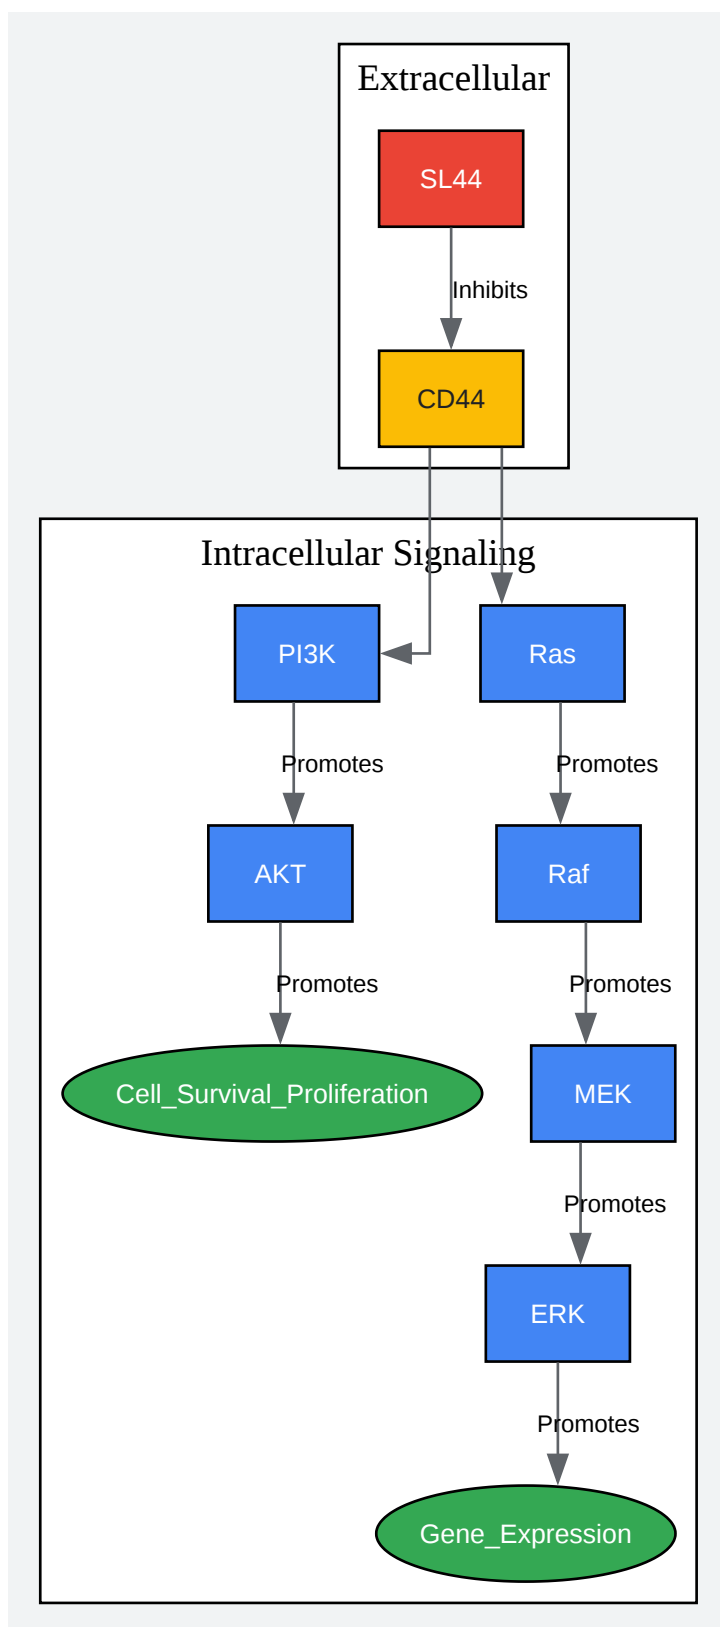 Extracellular
SL44
Inhibits
CD44
Intracellular Signaling
PI3K
Ras
Promotes
Promotes
AKT
Raf
Promotes
Promotes
Cell_Survival_Proliferation
MEK
Promotes
ERK
Promotes
Gene_Expression